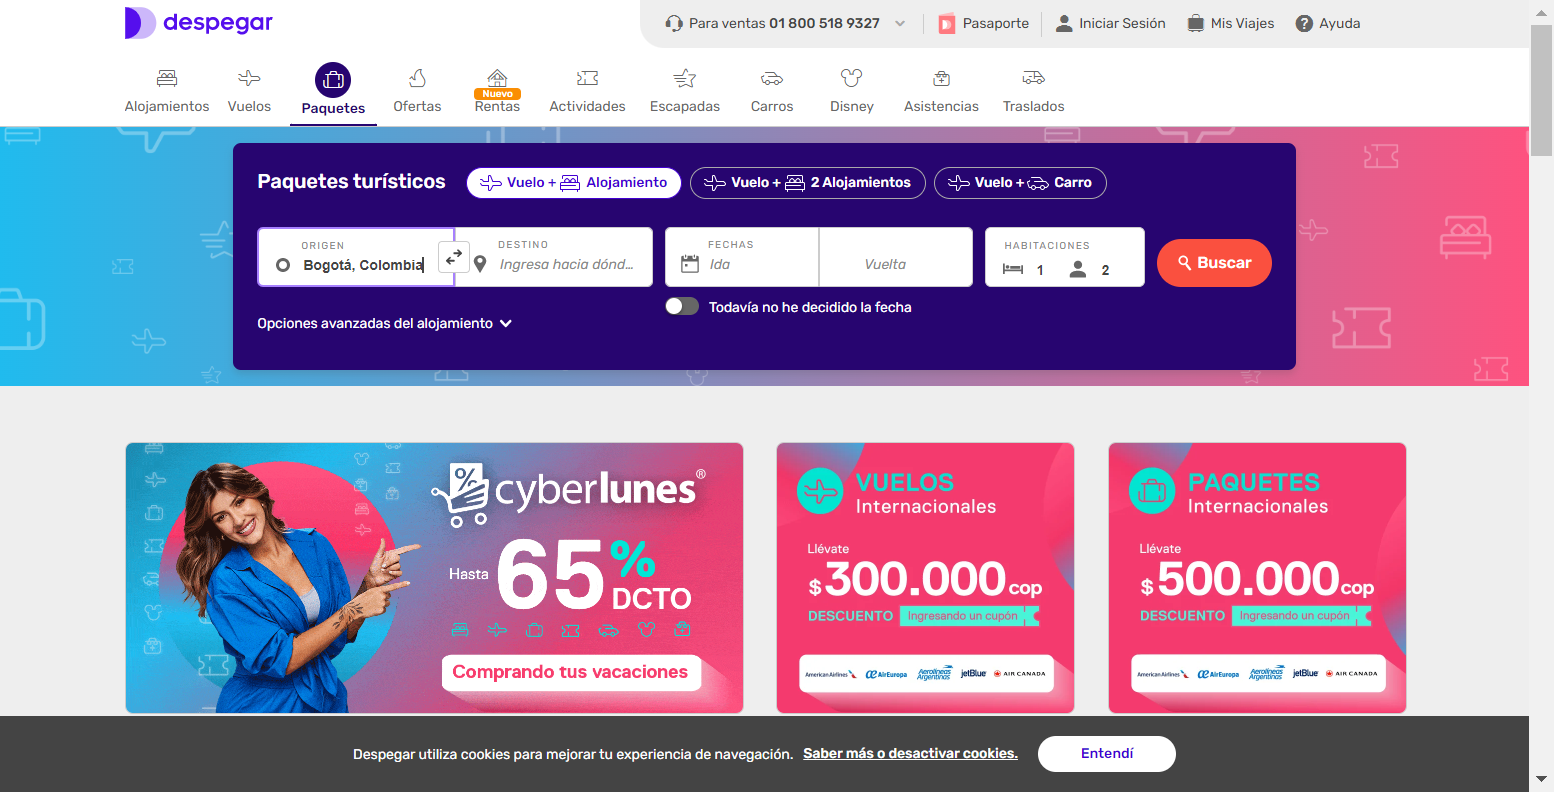 despegar
Para ventas 01 800 518 9327
Pasaporte
Iniciar Sesión
Mis Viajes
Ayuda
Alojamientos
Vuelos
Paquetes
Ofertas
Nuevo
Rentas
Actividades
Escapadas
Carros
Disney
Asistencias
Traslados
Paquetes turísticos
Vuelo + Alojamiento
Vuelo + 2 Alojamientos
Vuelo + Carro
ORIGEN
Bogotá, Colombia
DESTINO
Ingresa hacia dónd...
FECHAS
Ida
Vuelta
HABITACIONES
1
2
Buscar
Todavía no he decidido la fecha
Opciones avanzadas del alojamiento
% cyberlunes®
Hasta 65% DCTO
Comprando tus vacaciones
VUELOS
Internacionales
Llévate
$300.000 COP
DESCUENTO Ingresando un cupón
American Airlines AirEuropa Aerolíneas Argentinas jetBlue AIR CANADA
PAQUETES
Internacionales
Llévate
$500.000 COP
DESCUENTO Ingresando un cupón
American Airlines AirEuropa Aerolíneas Argentinas jetBlue AIR CANADA
Despegar utiliza cookies para mejorar tu experiencia de navegación. Saber más o desactivar cookies.
Entendí